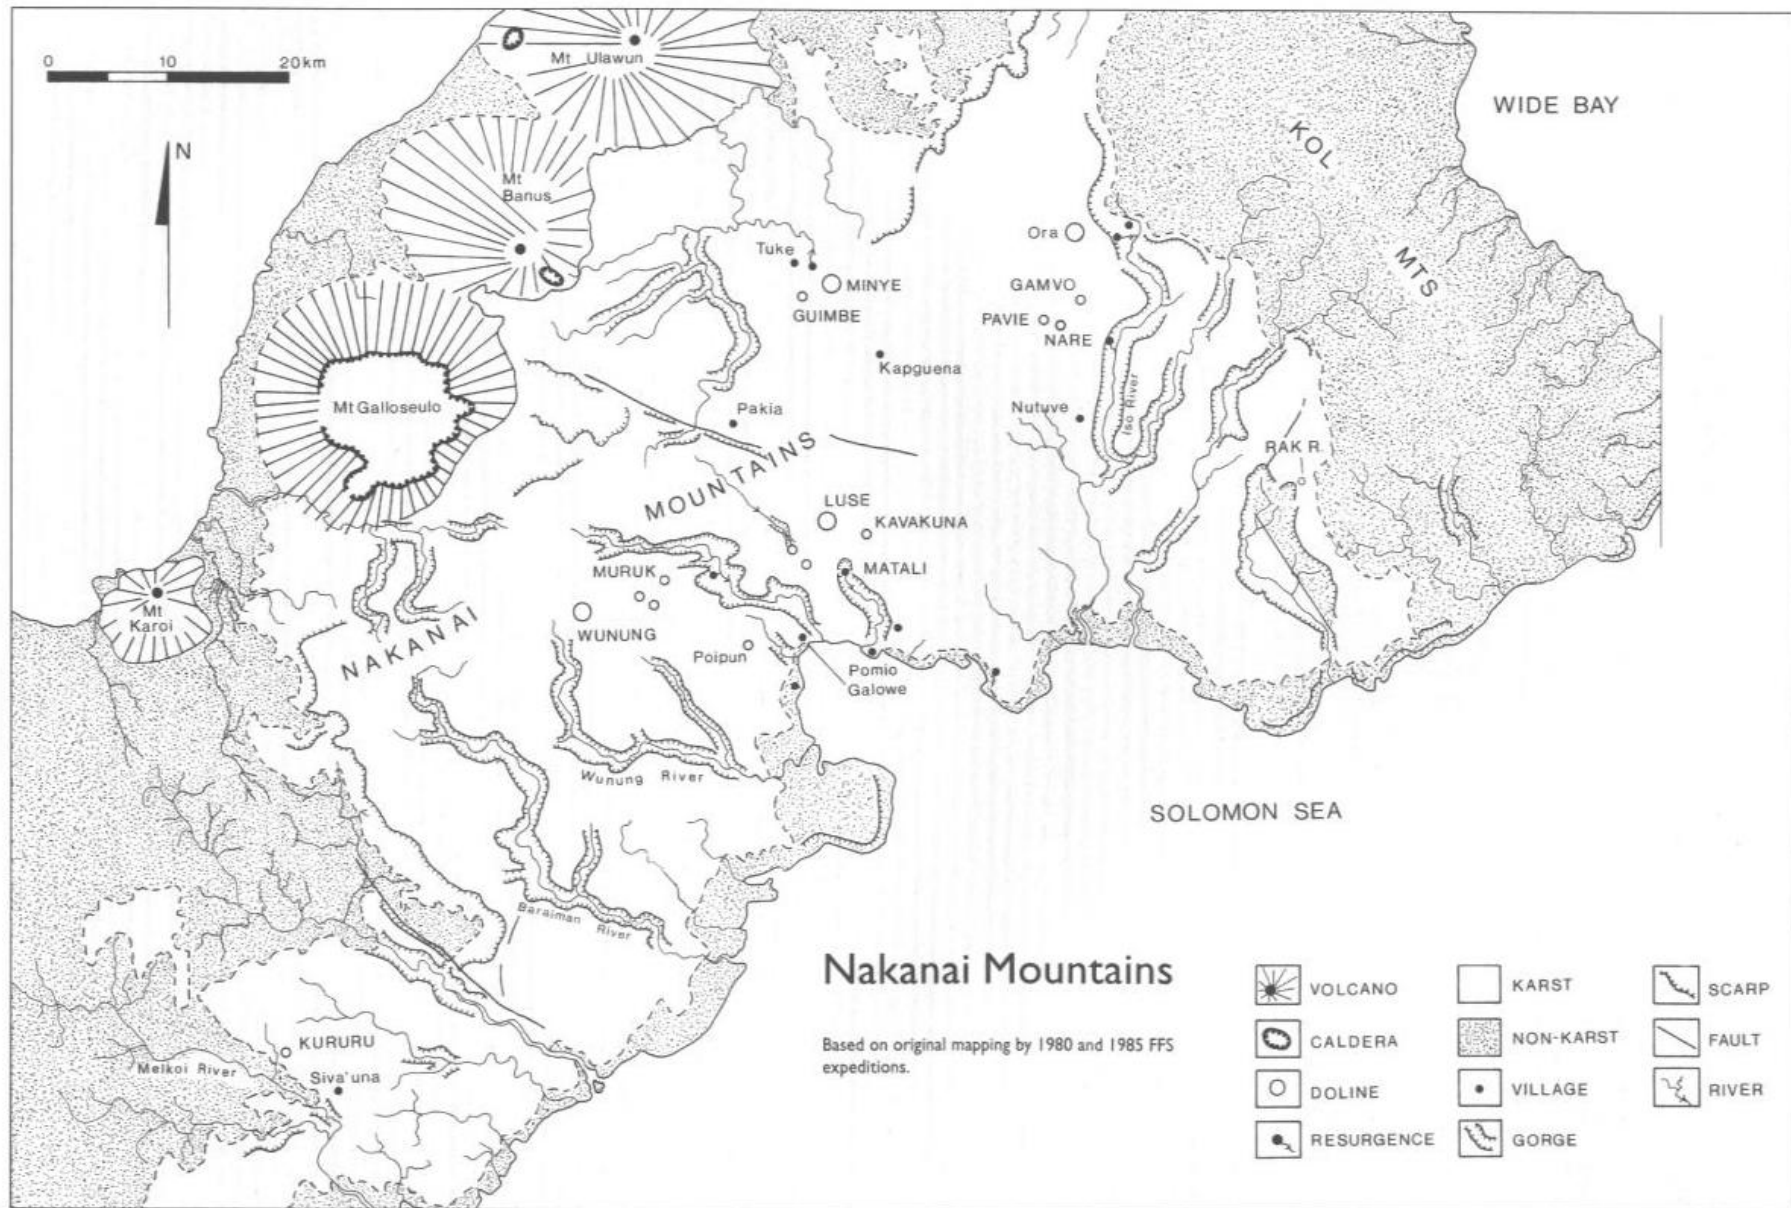 0 10 20 km
N
Mt Ulawun
WIDE BAY
KOL
MTS
Mt
Banus
Tuke
MINYE
GUIMBE
Ora
GAMVO
PAVIE
NARE
Kapguena
Mt Galloseulo
Pakia
Nutuve
Iso River
RAK R.
NAKANAI MOUNTAINS
LUSE
KAVAKUNA
MURUK
MATALI
Mt
Karoi
WUNUNG
Poipun
Pomio
Galowe
Wunung River
SOLOMON SEA
Baraiman River
KURURU
Melkoi River
Siva'una
Nakanai Mountains
Based on original mapping by 1980 and 1985 FFS
expeditions.
VOLCANO
CALDERA
DOLINE
RESURGENCE
KARST
NON-KARST
VILLAGE
GORGE
SCARP
FAULT
RIVER